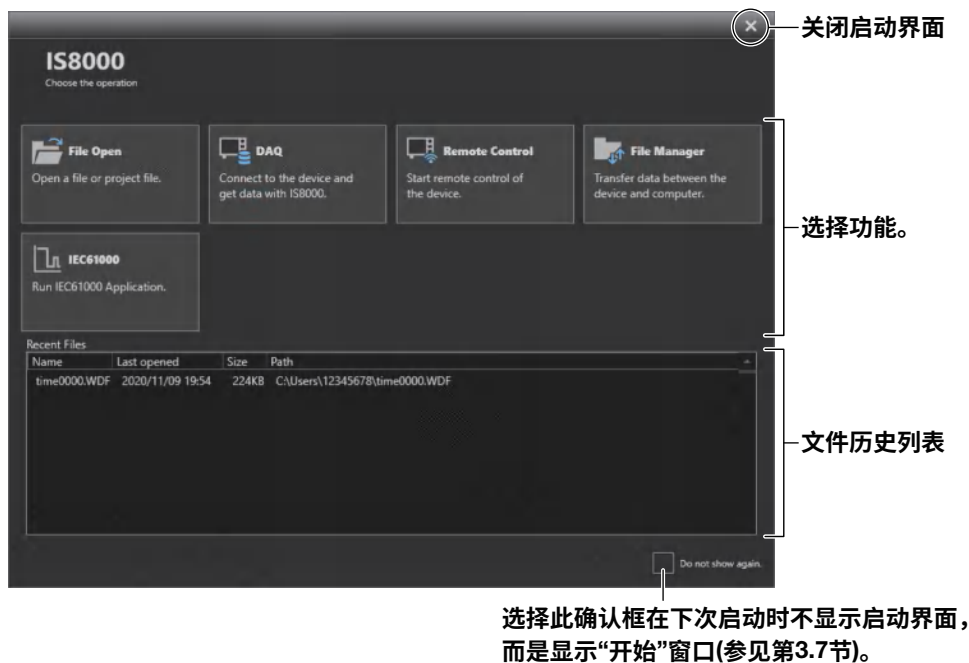 关闭启动界面
IS8000
Choose the operation
File Open
Open a file or project file.
DAQ
Connect to the device and
get data with IS8000.
Remote Control
Start remote control of
the device.
File Manager
Transfer data between the
device and computer.
选择功能。
IEC61000
Run IEC61000 Application.
Recent Files
Name Last opened Size Path
time0000.WDF 2020/11/09 19:54 224KB C:\Users\12345678\time0000.WDF
文件历史列表
Do not show again.
选择此确认框在下次启动时不显示启动界面，
而是显示“开始”窗口(参见第3.7节)。